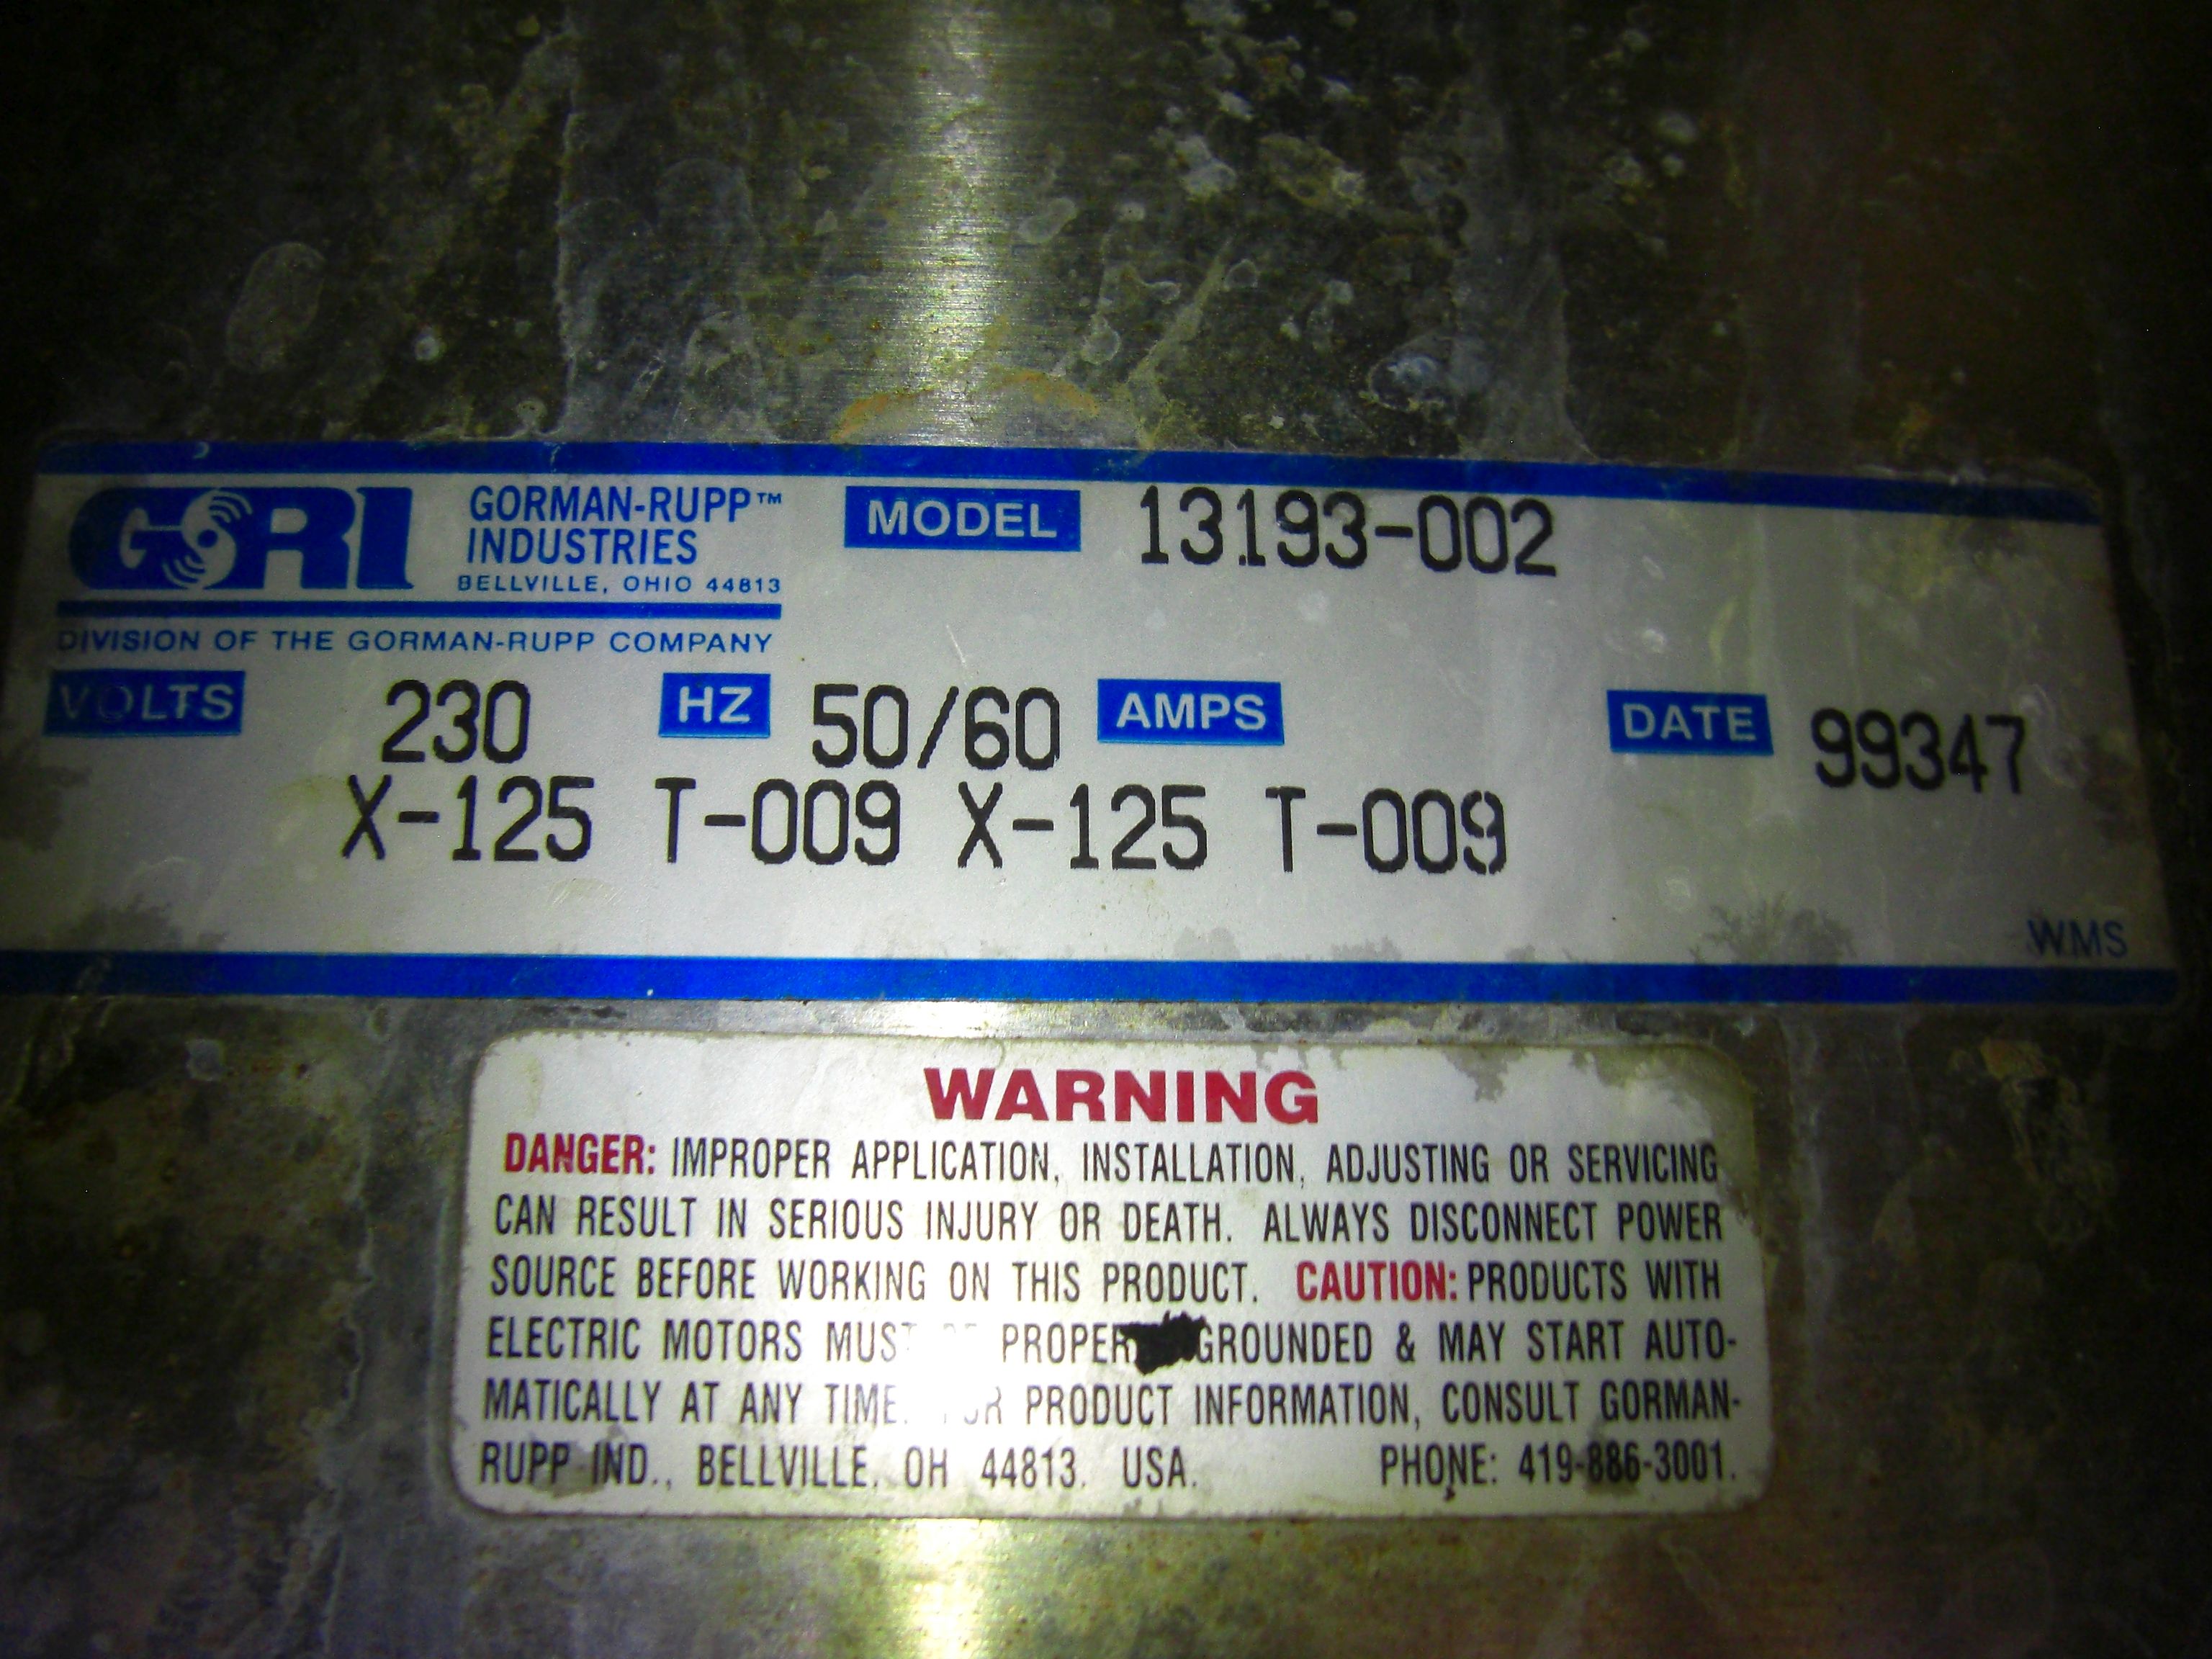 GRI GORMAN-RUPP™ MODEL 13193-002
INDUSTRIES
BELLVILLE, OHIO 44813
DIVISION OF THE GORMAN-RUPP COMPANY
VOLTS 230 HZ 50/60 AMPS DATE 99347
X-125 T-009 X-125 T-009
WMS
WARNING
DANGER: IMPROPER APPLICATION, INSTALLATION, ADJUSTING OR SERVICING
CAN RESULT IN SERIOUS INJURY OR DEATH. ALWAYS DISCONNECT POWER
SOURCE BEFORE WORKING ON THIS PRODUCT. CAUTION: PRODUCTS WITH
ELECTRIC MOTORS MUST PROPER GROUNDED & MAY START AUTO-
MATICALLY AT ANY TIME. PRODUCT INFORMATION, CONSULT GORMAN-
RUPP IND., BELLVILLE, OH 44813. USA. PHONE: 419-886-3001.